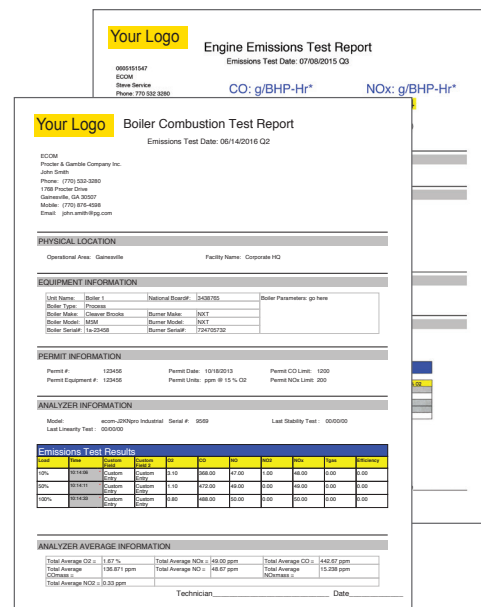 Your Logo
Engine Emissions Test Report
Emissions Test Date: 07/08/2015 Q3
0605151547
ECOM
Steve Service
Phone: 770 532 3280
CO: g/BHP-Hr*
NOx: g/BHP-Hr*
Your Logo
Boiler Combustion Test Report
Emissions Test Date: 06/14/2016 Q2
ECOM
Procter & Gamble Company Inc.
John Smith
Phone: (770) 532-3280
1768 Procter Drive
Gainesville, GA 30507
Mobile: (770) 876-4598
Email: john.smith@pg.com
PHYSICAL LOCATION
Operational Area: Gainesville Facility Name: Corporate HQ
EQUIPMENT INFORMATION
Unit Name: Boiler 1 National Board#: 3438765 Boiler Parameters: go here
Boiler Type: Process
Boiler Make: Cleaver Brooks Burner Make: NXT
Boiler Model: M5M Burner Model: NXT
Boiler Serial#: 1a-23458 Burner Serial#: 724705732
PERMIT INFORMATION
Permit #: 123456 Permit Date: 10/18/2013 Permit CO Limit: 1200
Permit Equipment #: 123456 Permit Units: ppm @ 15 % O2 Permit NOs Limit: 200
ANALYZER INFORMATION
Model: ecom-J2KNpro Industrial Serial #: 9569 Last Stability Test : 00/00/00
Last Linearity Test : 00/00/00
Emissions Test Results
Load Time Custom Field Custom Field 2 O2 CO NO NO2 NOx Tgas Efficiency
10% 10:14:06 Custom Entry Custom Entry 3.10 368.00 47.00 1.00 48.00 0.00 0.00
50% 10:14:11 Custom Entry Custom Entry 1.10 472.00 49.00 0.00 49.00 0.00 0.00
100% 10:14:33 Custom Entry Custom Entry 0.80 488.00 50.00 0.00 50.00 0.00 0.00
% O2
ANALYZER AVERAGE INFORMATION
Total Average O2 = 1.67 % Total Average NOs = 49.00 ppm Total Average CO = 442.67 ppm
Total Average COmass = 136.871 ppm Total Average NO = 48.67 ppm Total Average NOxmass = 15.238 ppm
Total Average NO2 = 0.33 ppm
Technician Date